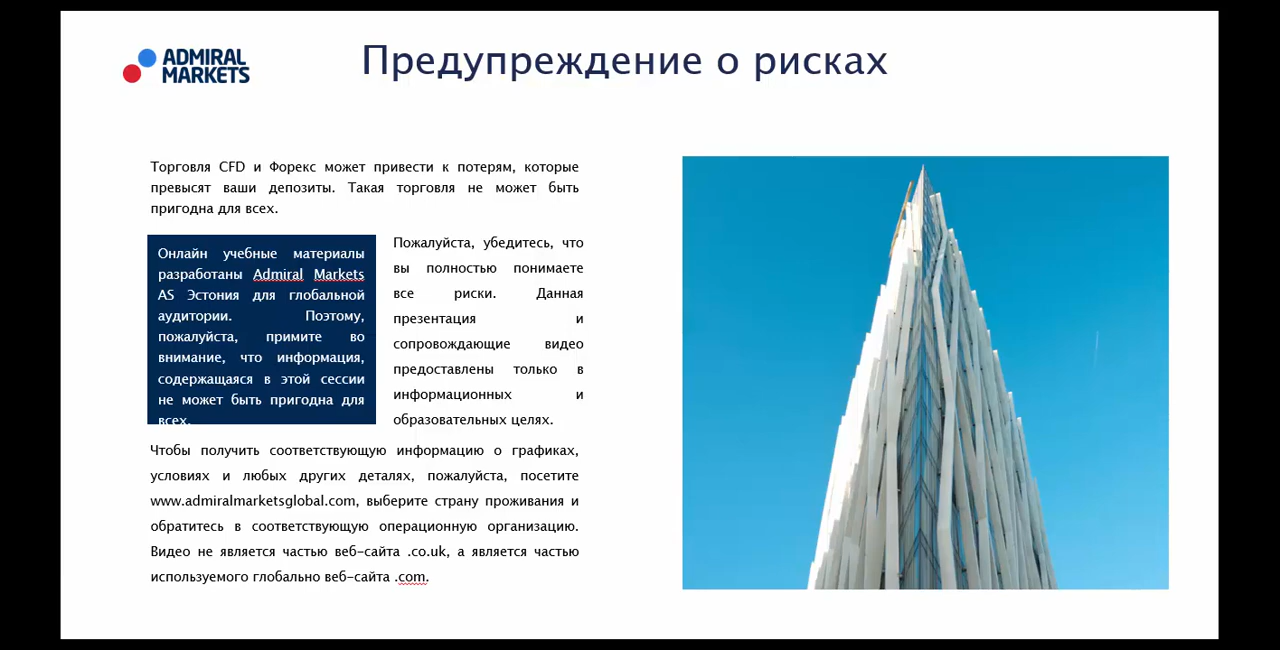 ADMIRAL
MARKETS
Предупреждение о рисках
Торговля CFD и Форекс может привести к потерям, которые
превысят ваши депозиты. Такая торговля не может быть
пригодна для всех.
Онлайн учебные материалы
разработаны Admiral Markets
AS Эстония для глобальной
аудитории. Поэтому,
пожалуйста, примите во
внимание, что информация,
содержащаяся в этой сессии
не может быть пригодна для
всех.
Пожалуйста, убедитесь, что
вы полностью понимаете
все риски. Данная
презентация и
сопровождающие видео
предоставлены только в
информационных и
образовательных целях.
Чтобы получить соответствующую информацию о графиках,
условиях и любых других деталях, пожалуйста, посетите
www.admiralmarketsglobal.com, выберите страну проживания и
обратитесь в соответствующую операционную организацию.
Видео не является частью веб-сайта .co.uk, а является частью
используемого глобально веб-сайта .com.